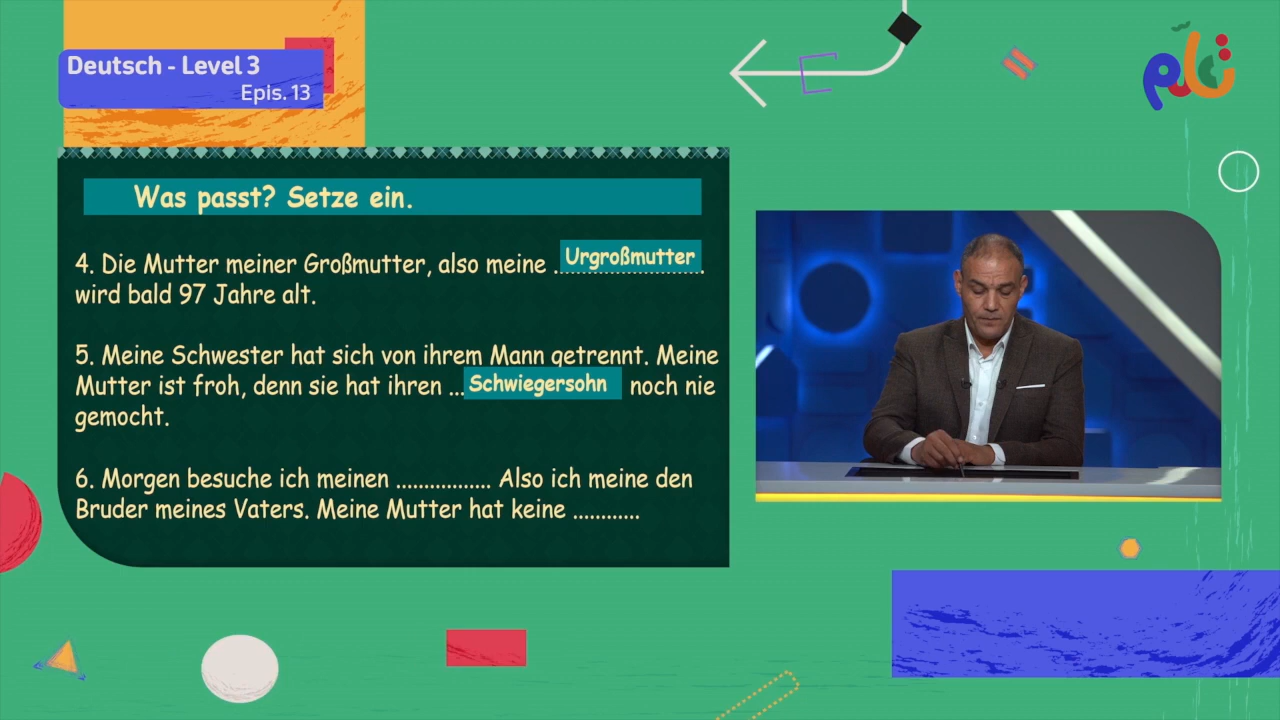 Deutsch - Level 3
Epis. 13
Was passt? Setze ein.
4. Die Mutter meiner Großmutter, also meine .Urgroßmutter.
wird bald 97 Jahre alt.
5. Meine Schwester hat sich von ihrem Mann getrennt. Meine
Mutter ist froh, denn sie hat ihren ...Schwiegersohn noch nie
gemocht.
6. Morgen besuche ich meinen ................. Also ich meine den
Bruder meines Vaters. Meine Mutter hat keine ............